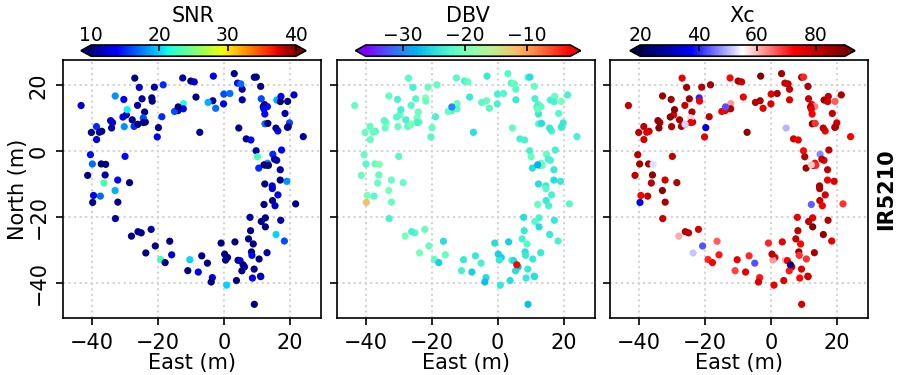 SNR DBV Xc
10 20 30 40 −30 −20 −10 20 40 60 80
20
0
−20
−40
North (m)
IR5210
−40 −20 0 20 −40 −20 0 20 −40 −20 0 20
East (m) East (m) East (m)